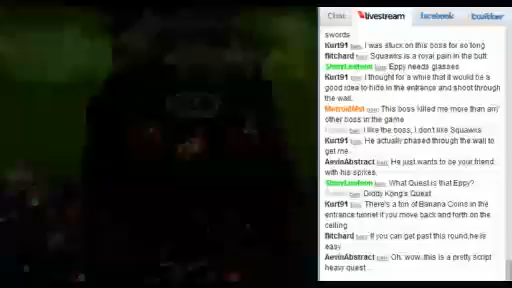 Chat livestream facebook twitter
swords
Kurt91 I was stuck on this boss for so long
flitchard Squawks is a royal pain in the butt
Eppy needs glasses
Kurt91 I thought for a while that it would be a
good idea to hide in the entrance and shoot through
the wall.
This boss killed me more than any
other boss in the game
I like the boss, I don't like Squawks
Kurt91 He actually phased through the wall to
get me.
AevinAbstract He just wants to be your friend
with his spikes.
What Quest is that Eppy?
Diddy Kong's Quest
Kurt91 There's a ton of Banana Coins in the
entrance tunnel if you move back and forth on the
ceiling
flitchard If you can get past this round, he is
easy
AevinAbstract Oh, wow, this is a pretty script
heavy quest